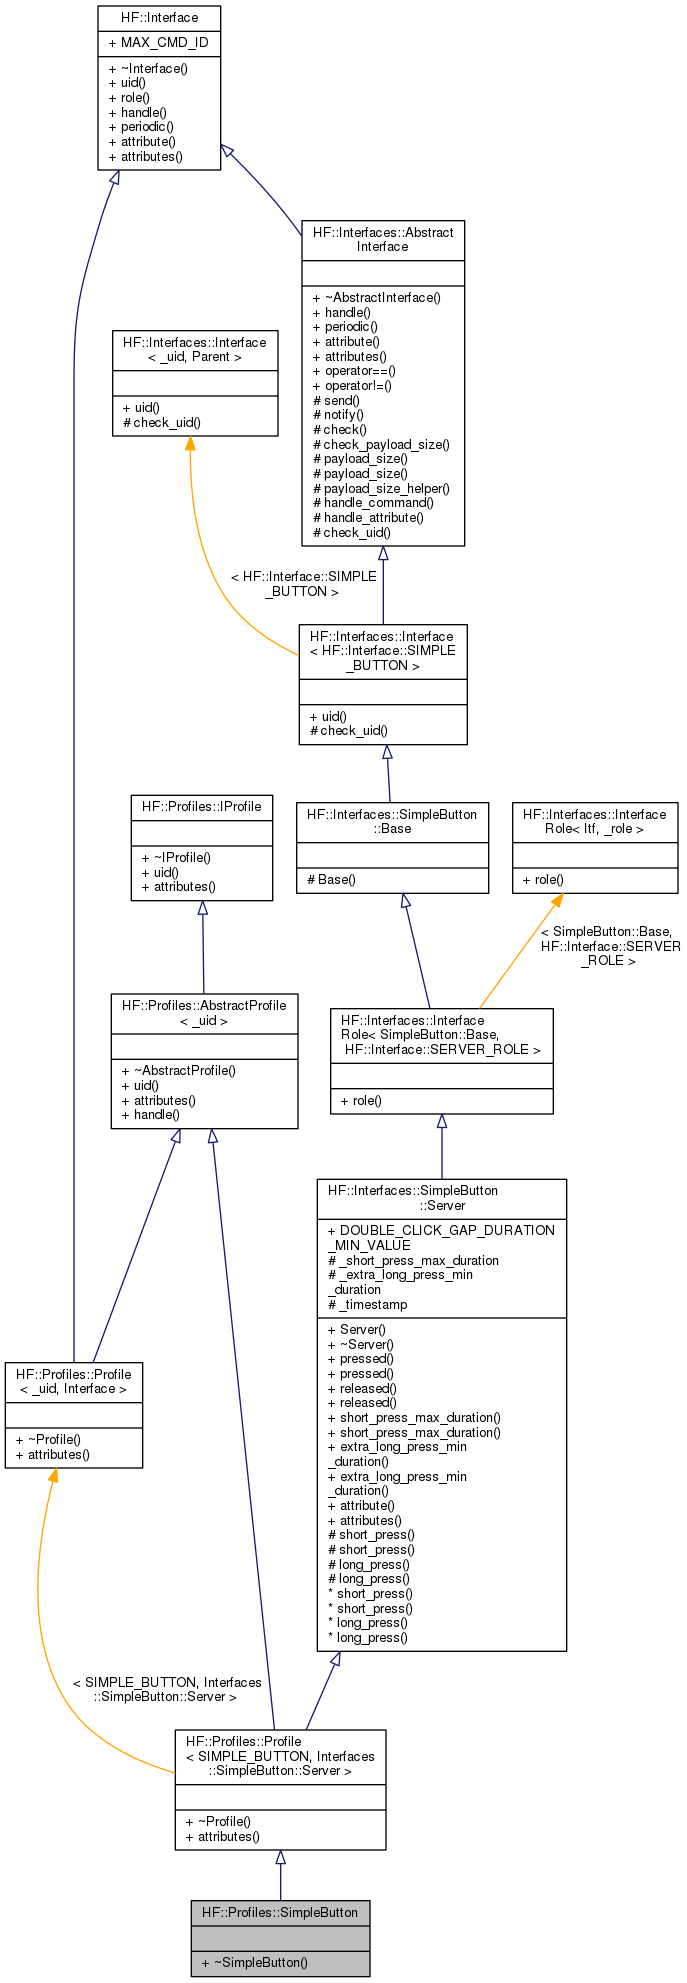 HF::Interface
+ MAX_CMD_ID
+ ~Interface()
+ uid()
+ role()
+ handle()
+ periodic()
+ attribute()
+ attributes()
HF::Interfaces::Abstract
Interface
+ ~AbstractInterface()
+ handle()
+ periodic()
+ attribute()
+ attributes()
+ operator==()
+ operator!=()
# send()
# notify()
# check()
# check_payload_size()
# payload_size()
# payload_size()
# payload_size_helper()
# handle_command()
# handle_attribute()
# check_uid()
HF::Interfaces::Interface
< _uid, Parent >
+ uid()
# check_uid()
< HF::Interface::SIMPLE
_BUTTON >
HF::Interfaces::Interface
< HF::Interface::SIMPLE
_BUTTON >
+ uid()
# check_uid()
HF::Profiles::IProfile
+ ~IProfile()
+ uid()
+ attributes()
HF::Interfaces::SimpleButton
::Base
# Base()
HF::Interfaces::Interface
Role< Itf, _role >
+ role()
< SimpleButton::Base,
HF::Interface::SERVER
_ROLE >
HF::Profiles::AbstractProfile
< _uid >
+ ~AbstractProfile()
+ uid()
+ attributes()
+ handle()
HF::Interfaces::Interface
Role< SimpleButton::Base,
HF::Interface::SERVER_ROLE >
+ role()
HF::Interfaces::SimpleButton
::Server
+ DOUBLE_CLICK_GAP_DURATION
_MIN_VALUE
# _short_press_max_duration
# _extra_long_press_min
_duration
# _timestamp
+ Server()
+ ~Server()
+ pressed()
+ pressed()
+ released()
+ released()
+ short_press_max_duration()
+ short_press_max_duration()
+ extra_long_press_min
_duration()
+ extra_long_press_min
_duration()
+ attribute()
+ attributes()
# short_press()
# short_press()
# long_press()
# long_press()
* short_press()
* short_press()
* long_press()
* long_press()
HF::Profiles::Profile
< _uid, Interface >
+ ~Profile()
+ attributes()
< SIMPLE_BUTTON, Interfaces
::SimpleButton::Server >
HF::Profiles::Profile
< SIMPLE_BUTTON, Interfaces
::SimpleButton::Server >
+ ~Profile()
+ attributes()
HF::Profiles::SimpleButton
+ ~SimpleButton()